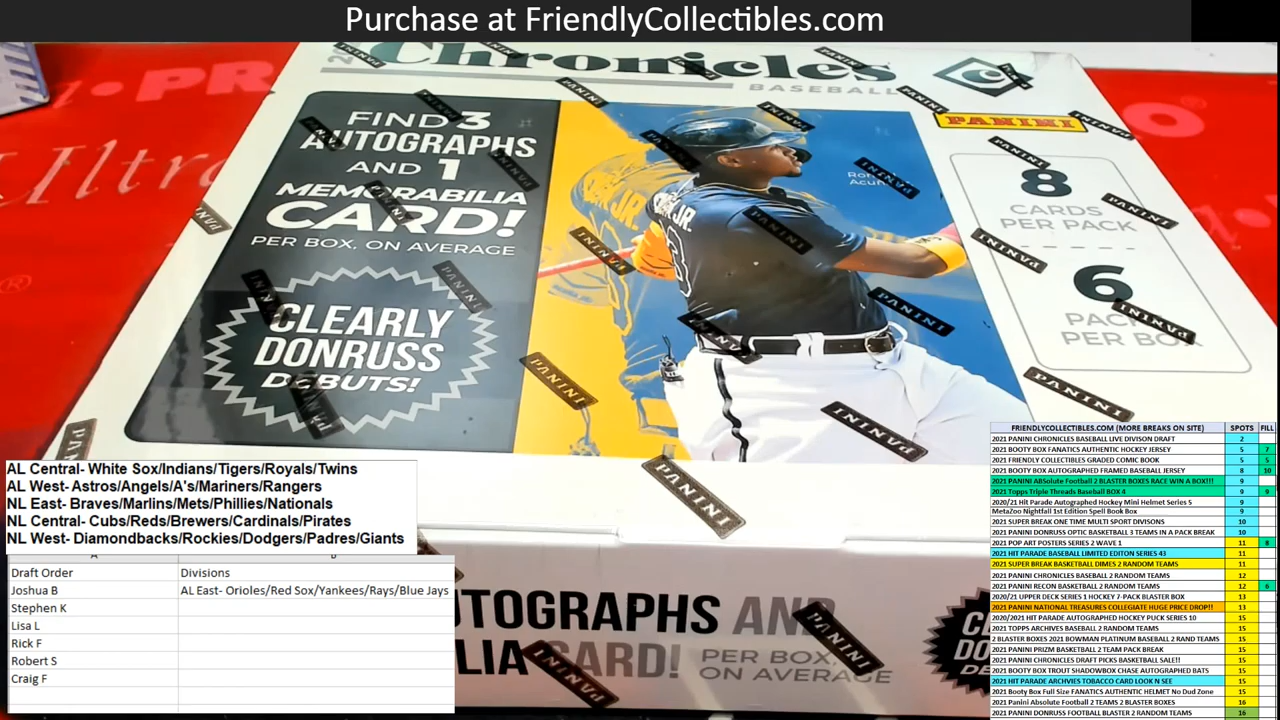 Purchase at FriendlyCollectibles.com
Chronicles
BASEBALL
PANINI
FIND 3
AUTOGRAPHS
AND 1
MEMORABILIA
CARD!
PER BOX, ON AVERAGE
CLEARLY
DONRUSS
DEBUTS!
8
CARDS
PER PACK
6
AL Central- White Sox/Indians/Tigers/Royals/Twins
AL West- Astros/Angels/A's/Mariners/Rangers
NL East- Braves/Marlins/Mets/Phillies/Nationals
NL Central- Cubs/Reds/Brewers/Cardinals/Pirates
NL West- Diamondbacks/Rockies/Dodgers/Padres/Giants
Draft Order Divisions
Joshua B AL East- Orioles/Red Sox/Yankees/Rays/Blue Jays
Stephen K
Lisa L
Rick F
Robert S
Craig F
TOGRAPHS AND
LIA CARD! PER BOX,
ON AVERAGE
FRIENDLYCOLLECTIBLES.COM (MORE BREAKS ON SITE) SPOTS FILL
2021 PANINI CHRONICLES BASEBALL LIVE DIVISON DRAFT 2
2021 BOOTY BOX FANATICS AUTHENTIC HOCKEY JERSEY 5 7
2021 FRIENDLY COLLECTIBLES GRADED COMIC BOOK 5 5
2021 BOOTY BOX AUTOGRAPHED FRAMED BASEBALL JERSEY 8 10
2021 PANINI ABSolute Football 2 BLASTER BOXES RACE WIN A BOX!!! 9
2021 Topps Triple Threads Baseball BOX 4 9 9
2020/21 Hit Parade Autographed Hockey Mini Helmet Series 5 9
MetaZoo Nightfall 1st Edition Spell Book Box 9
2021 SUPER BREAK ONE TIME MULTI SPORT DIVISONS 10
2021 PANINI DONRUSS OPTIC BASKETBALL 3 TEAMS IN A PACK BREAK 10
2021 POP ART POSTERS SERIES 2 WAVE 1 11 8
2021 HIT PARADE BASEBALL LIMITED EDITON SERIES 43 11
2021 SUPER BREAK BASKETBALL DIMES 2 RANDOM TEAMS 11
2021 PANINI CHRONICLES BASEBALL 2 RANDOM TEAMS 12
2021 PANINI RECON BASKETBALL 2 RANDOM TEAMS 12 6
2020/21 UPPER DECK SERIES 1 HOCKEY 7-PACK BLASTER BOX 13
2021 PANINI NATIONAL TREASURES COLLEGIATE HUGE PRICE DROP!! 13
2020/2021 HIT PARADE AUTOGRAPHED HOCKEY PUCK SERIES 10 15
2021 TOPPS ARCHIVES BASEBALL 2 RANDOM TEAMS 15
2 BLASTER BOXES 2021 BOWMAN PLATINUM BASEBALL 2 RAND TEAMS 15
2021 PANINI PRIZM BASKETBALL 2 TEAM PACK BREAK 15
2021 PANINI CHRONICLES DRAFT PICKS BASKETBALL SALE!! 15
2021 BOOTY BOX TROUT SHADOWBOX CHASE AUTOGRAPHED BATS 15
2021 HIT PARADE ARCHVIES TOBACCO CARD LOOK N SEE 15
2021 Booty Box Full Size FANATICS AUTHENTIC HELMET No Dud Zone 15
2021 Panini Absolute Football 2 TEAMS 2 BLASTER BOXES 16
2021 PANINI DONRUSS FOOTBALL BLASTER 2 RANDOM TEAMS 16